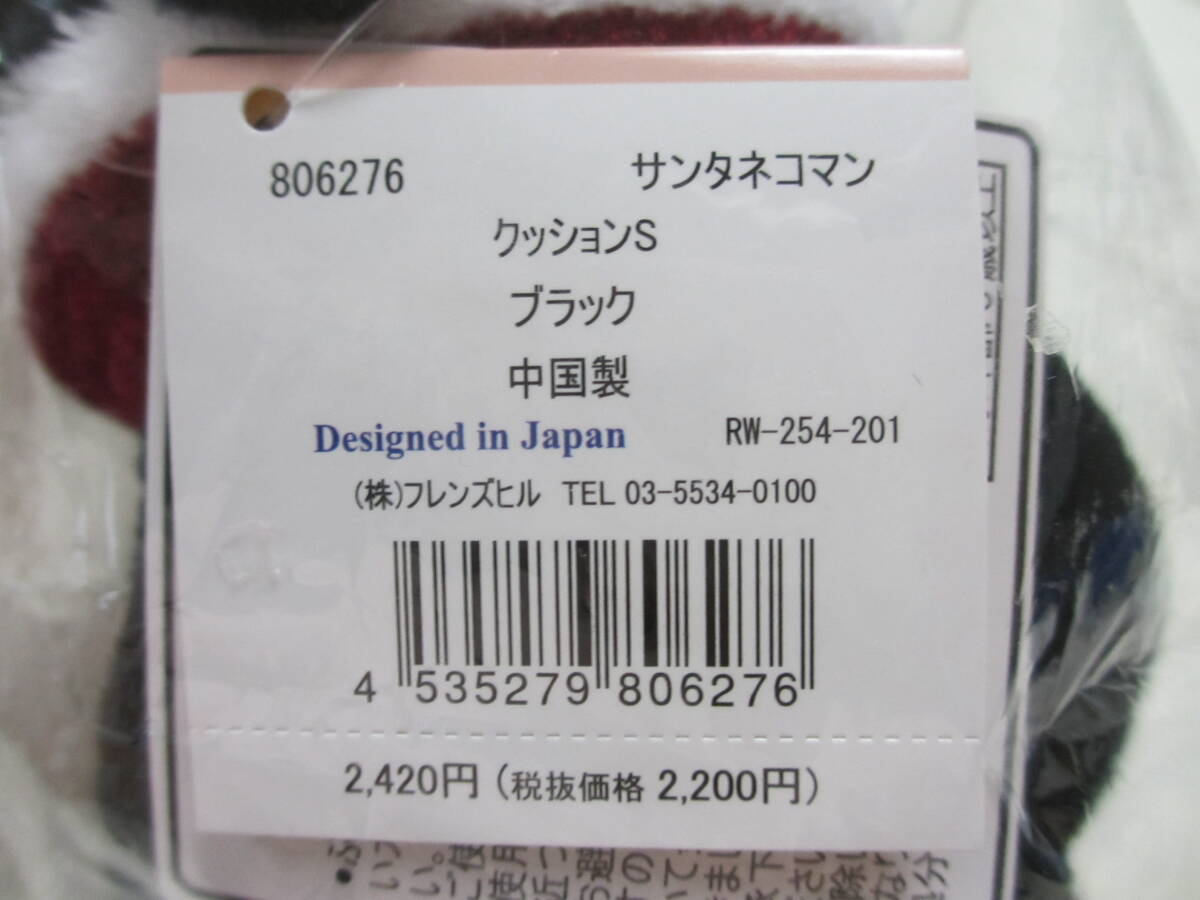 806276 サンタネコマン
クッションS
ブラック
中国製
Designed in Japan RW-254-201
(株)フレンズヒル TEL 03-5534-0100
4 535279 806276
2,420円 (税抜価格 2,200円)